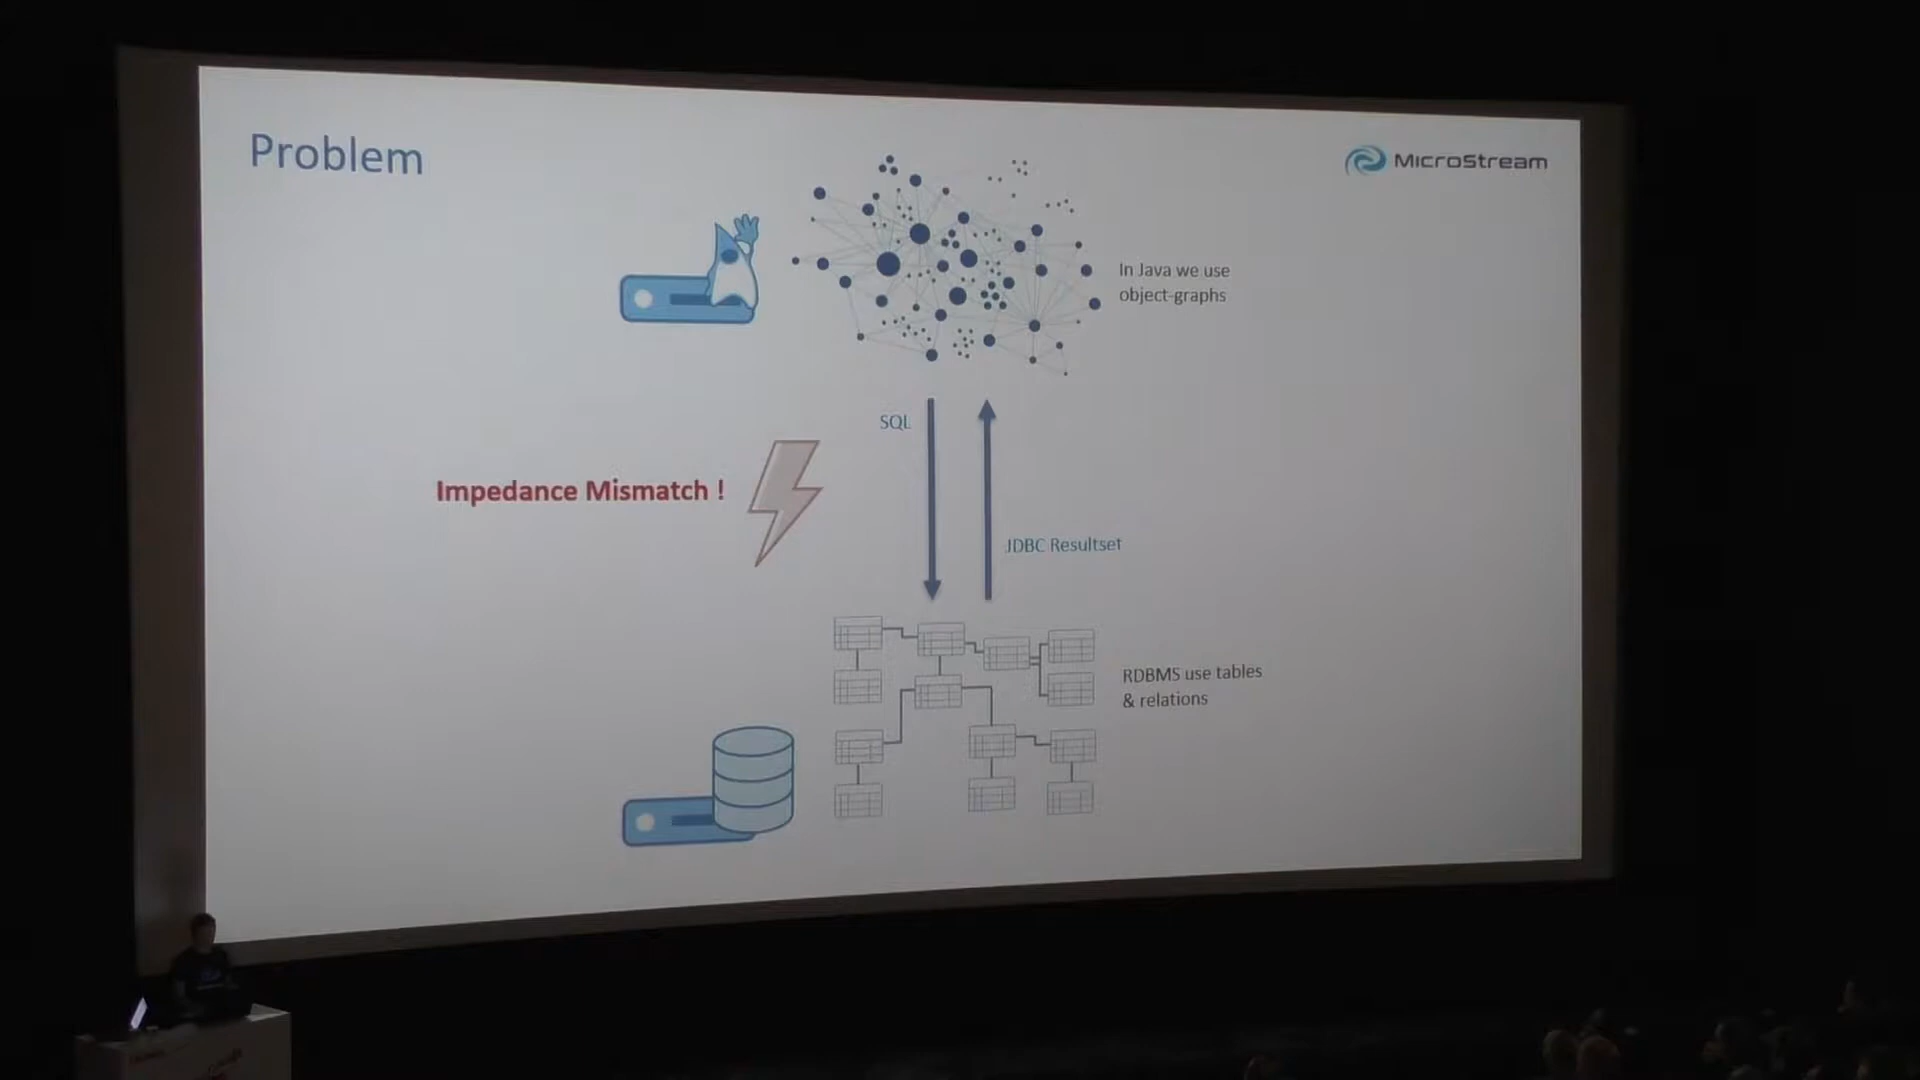 Problem
MicroStream
In Java we use
object-graphs
SQL
Impedance Mismatch !
JDBC Resultset
RDBMS use tables
& relations